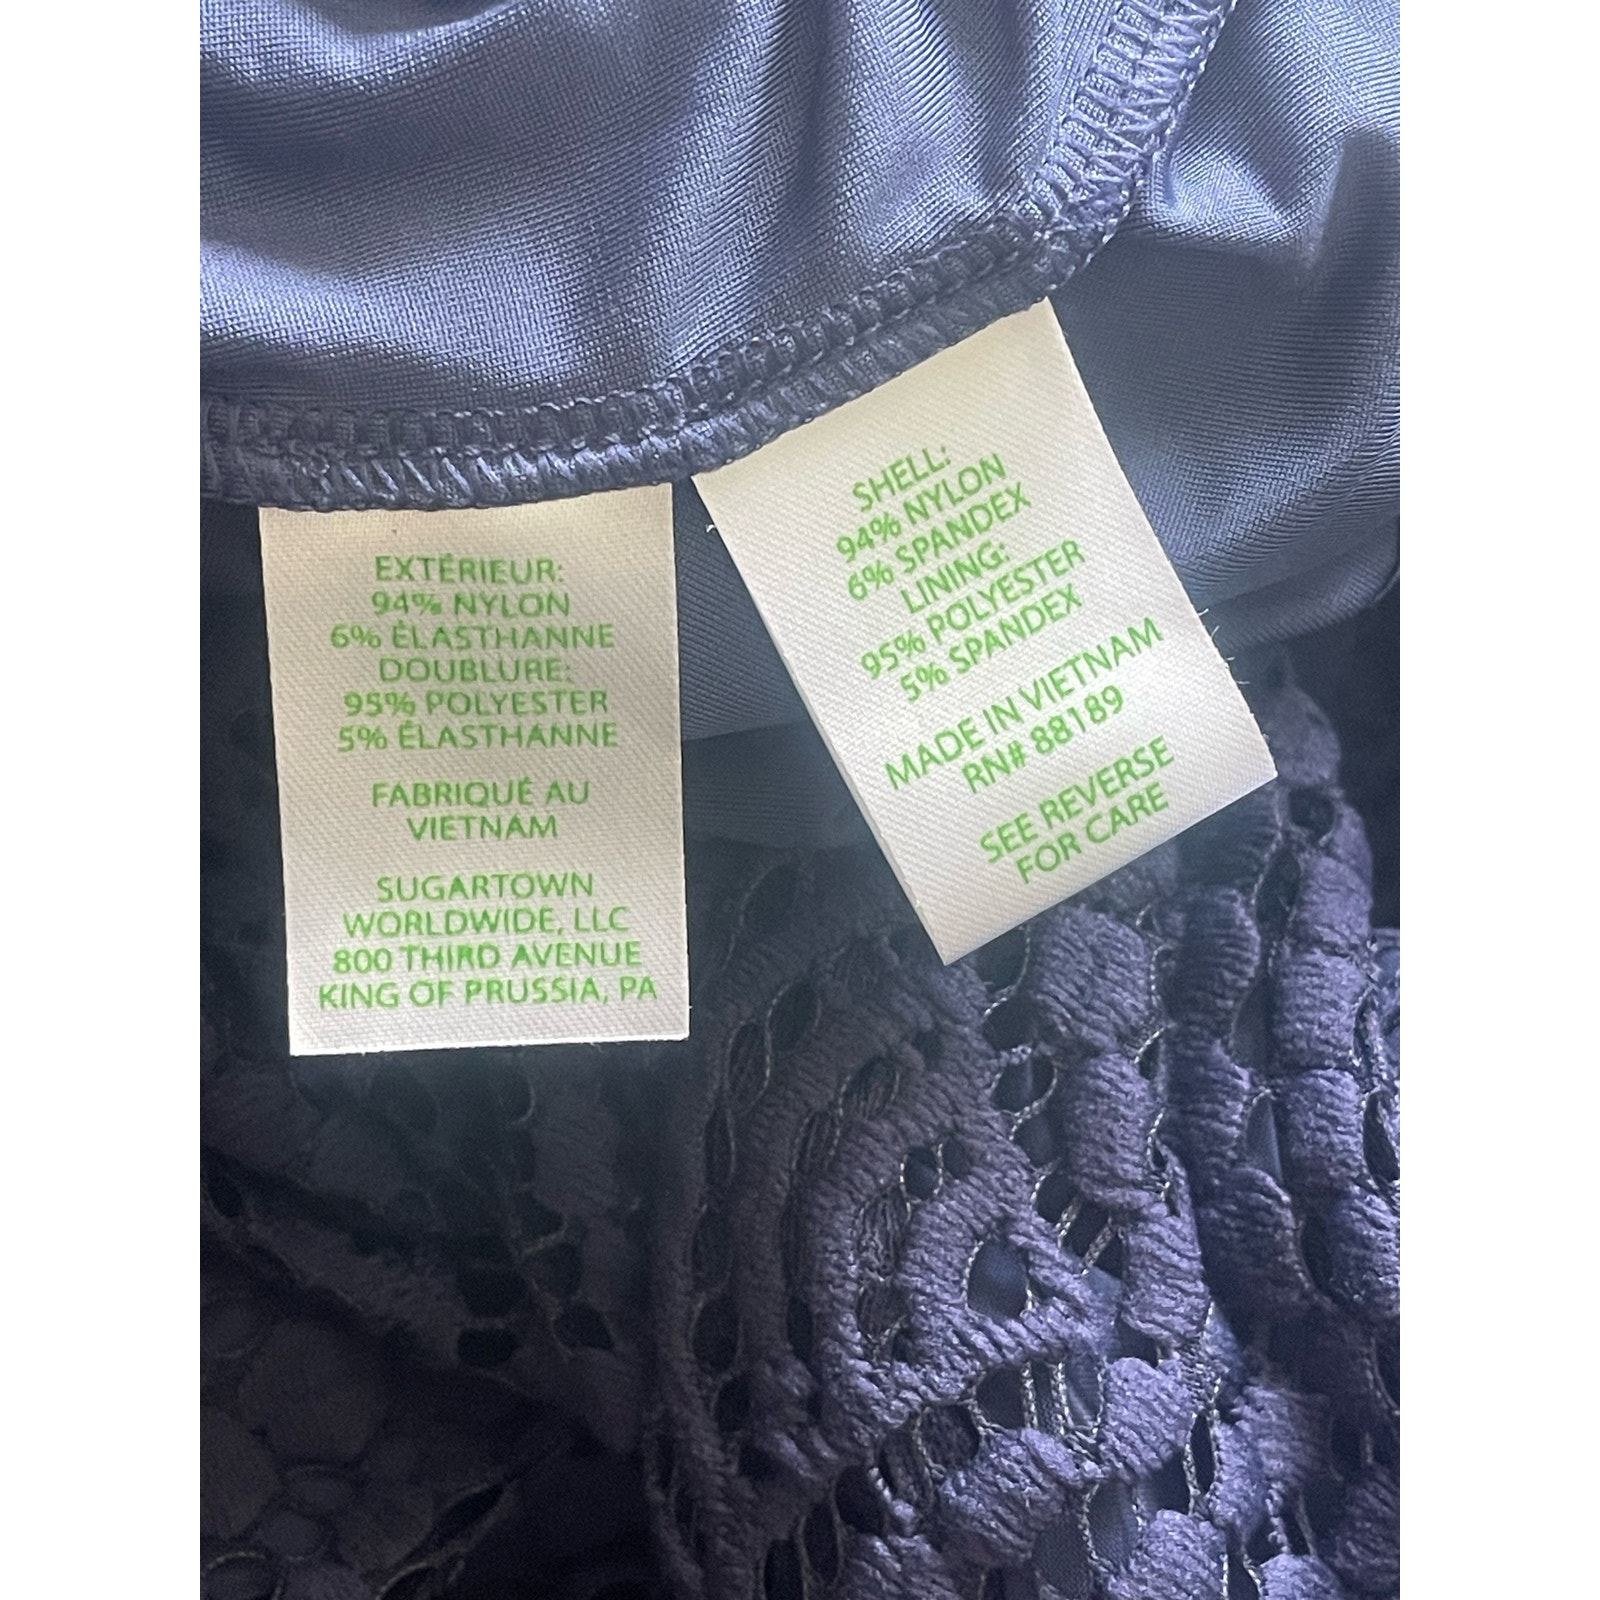 EXTÉRIEUR:
94% NYLON
6% ÉLASTHANNE
DOUBLURE:
95% POLYESTER
5% ÉLASTHANNE
FABRIQUÉ AU
VIETNAM
SUGARTOWN
WORLDWIDE, LLC
800 THIRD AVENUE
KING OF PRUSSIA, PA
SHELL:
94% NYLON
6% SPANDEX
LINING:
95% POLYESTER
5% SPANDEX
MADE IN VIETNAM
RN# 88189
SEE REVERSE
FOR CARE